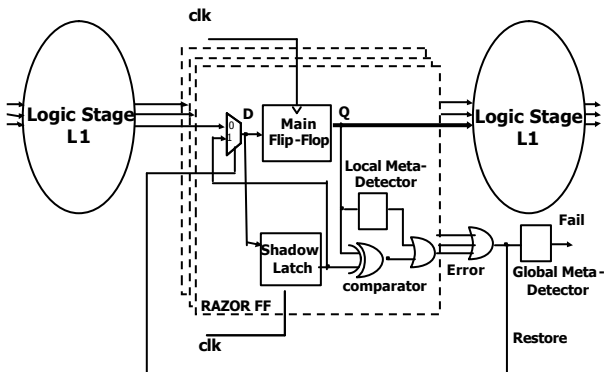 clk
Logic Stage
L1
D
0
1
Main
Flip-Flop
Q
Logic Stage
L1
Local Meta-
Detector
Shadow
Latch
comparator
Error
Fail
Global Meta-
Detector
RAZOR FF
Restore
clk